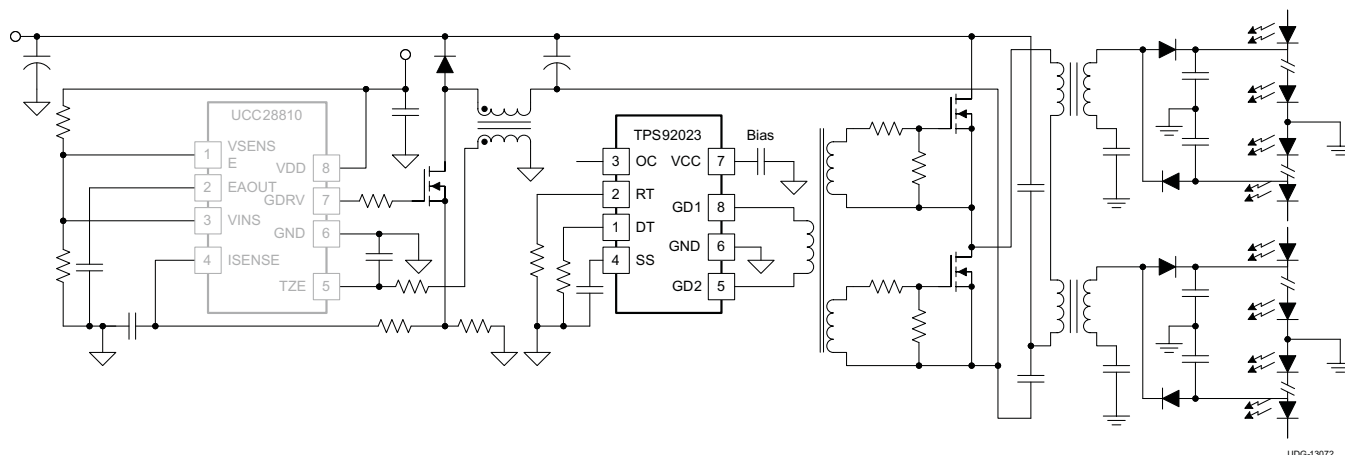 UCC28810
1
VSENS
E
VDD
8
2
EAOUT
GDRV
7
3
VINS
GND
6
4
ISENSE
TZE
5
TPS92023
Bias
3
OC
VCC
7
2
RT
GD1
8
1
DT
GND
6
4
SS
GD2
5
UDG-13072